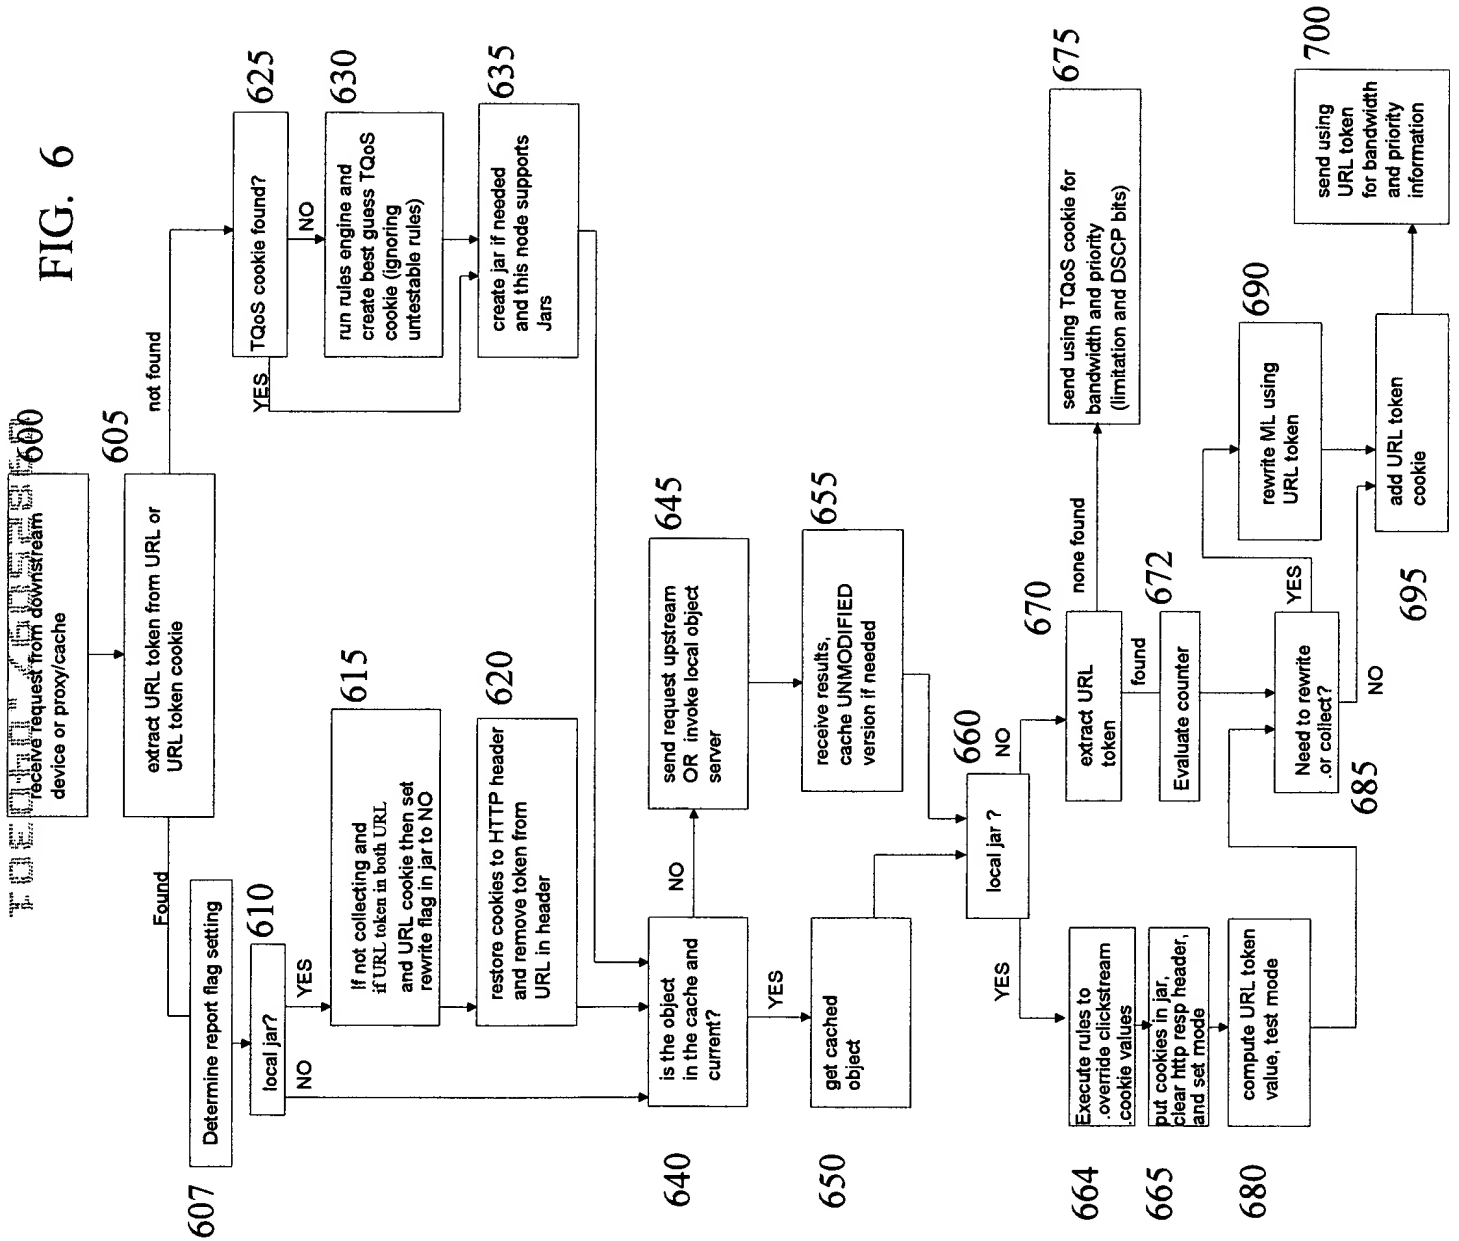 FIG. 6
600
receive request from downstream
device or proxy/cache
605
extract URL token from URL or
URL token cookie
Found
not found
607
Determine report flag setting
610
local jar?
YES
NO
615
If not collecting and
if URL token in both URL
and URL cookie then set
rewrite flag in jar to NO
620
restore cookies to HTTP header
and remove token from
URL in header
625
TQoS cookie found?
YES
NO
630
run rules engine and
create best guess TQoS
cookie (ignoring
untestable rules)
635
create jar if needed
and this node supports
Jars
640
is the object
in the cache and
current?
NO
YES
645
send request upstream
OR invoke local object
server
650
get cached
object
655
receive results,
cache UNMODIFIED
version if needed
660
local jar ?
YES
NO
664
Execute rules to
.override clickstream
.cookie values
665
put cookies in jar,
clear http resp header,
and set mode
680
compute URL token
value, test mode
670
extract URL
token
none found
found
675
send using TQoS cookie for
bandwidth and priority
(limitation and DSCP bits)
672
Evaluate counter
685
Need to rewrite
.or collect?
YES
NO
690
rewrite ML using
URL token
695
add URL token
cookie
700
send using
URL token
for bandwidth
and priority
information